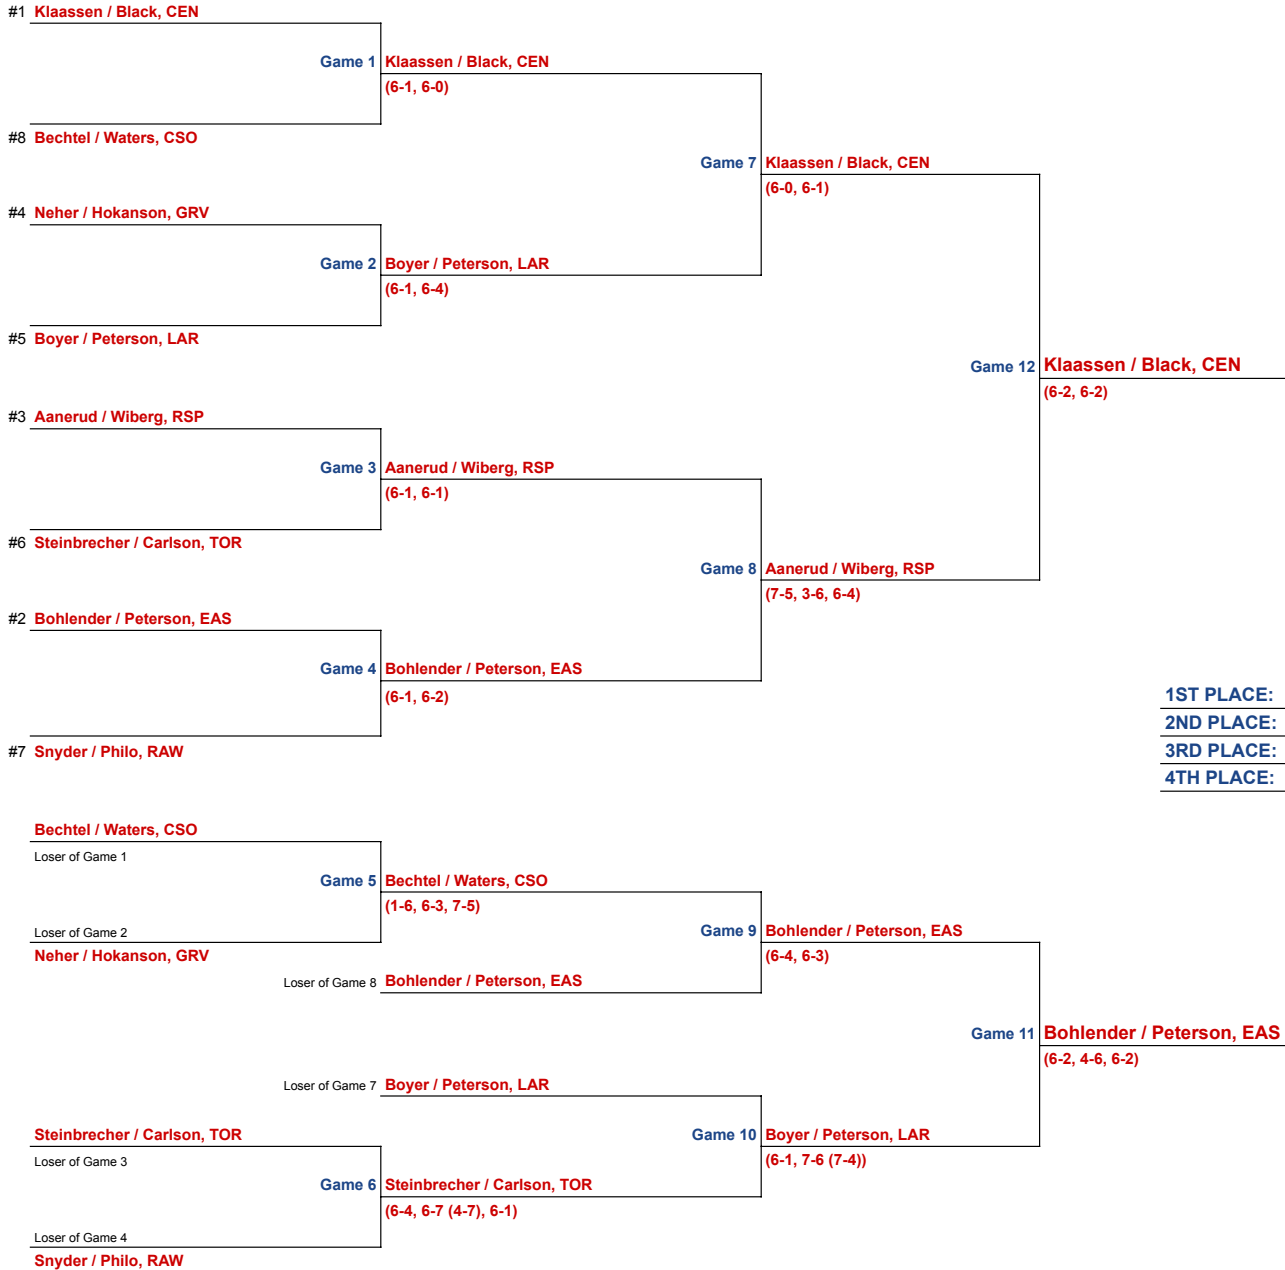 #1 Klaassen / Black, CEN
Game 1 Klaassen / Black, CEN
(6-1, 6-0)
#8 Bechtel / Waters, CSO
Game 7 Klaassen / Black, CEN
(6-0, 6-1)
#4 Neher / Hokanson, GRV
Game 2 Boyer / Peterson, LAR
(6-1, 6-4)
#5 Boyer / Peterson, LAR
Game 12 Klaassen / Black, CEN
(6-2, 6-2)
#3 Aanerud / Wiberg, RSP
Game 3 Aanerud / Wiberg, RSP
(6-1, 6-1)
#6 Steinbrecher / Carlson, TOR
Game 8 Aanerud / Wiberg, RSP
(7-5, 3-6, 6-4)
#2 Bohlender / Peterson, EAS
Game 4 Bohlender / Peterson, EAS
(6-1, 6-2)
#7 Snyder / Philo, RAW
1ST PLACE:
2ND PLACE:
3RD PLACE:
4TH PLACE:
Bechtel / Waters, CSO
Loser of Game 1
Game 5 Bechtel / Waters, CSO
(1-6, 6-3, 7-5)
Loser of Game 2
Neher / Hokanson, GRV
Game 9 Bohlender / Peterson, EAS
(6-4, 6-3)
Loser of Game 8 Bohlender / Peterson, EAS
Game 11 Bohlender / Peterson, EAS
(6-2, 4-6, 6-2)
Loser of Game 7 Boyer / Peterson, LAR
Steinbrecher / Carlson, TOR
Loser of Game 3
Game 10 Boyer / Peterson, LAR
(6-1, 7-6 (7-4))
Game 6 Steinbrecher / Carlson, TOR
(6-4, 6-7 (4-7), 6-1)
Loser of Game 4
Snyder / Philo, RAW